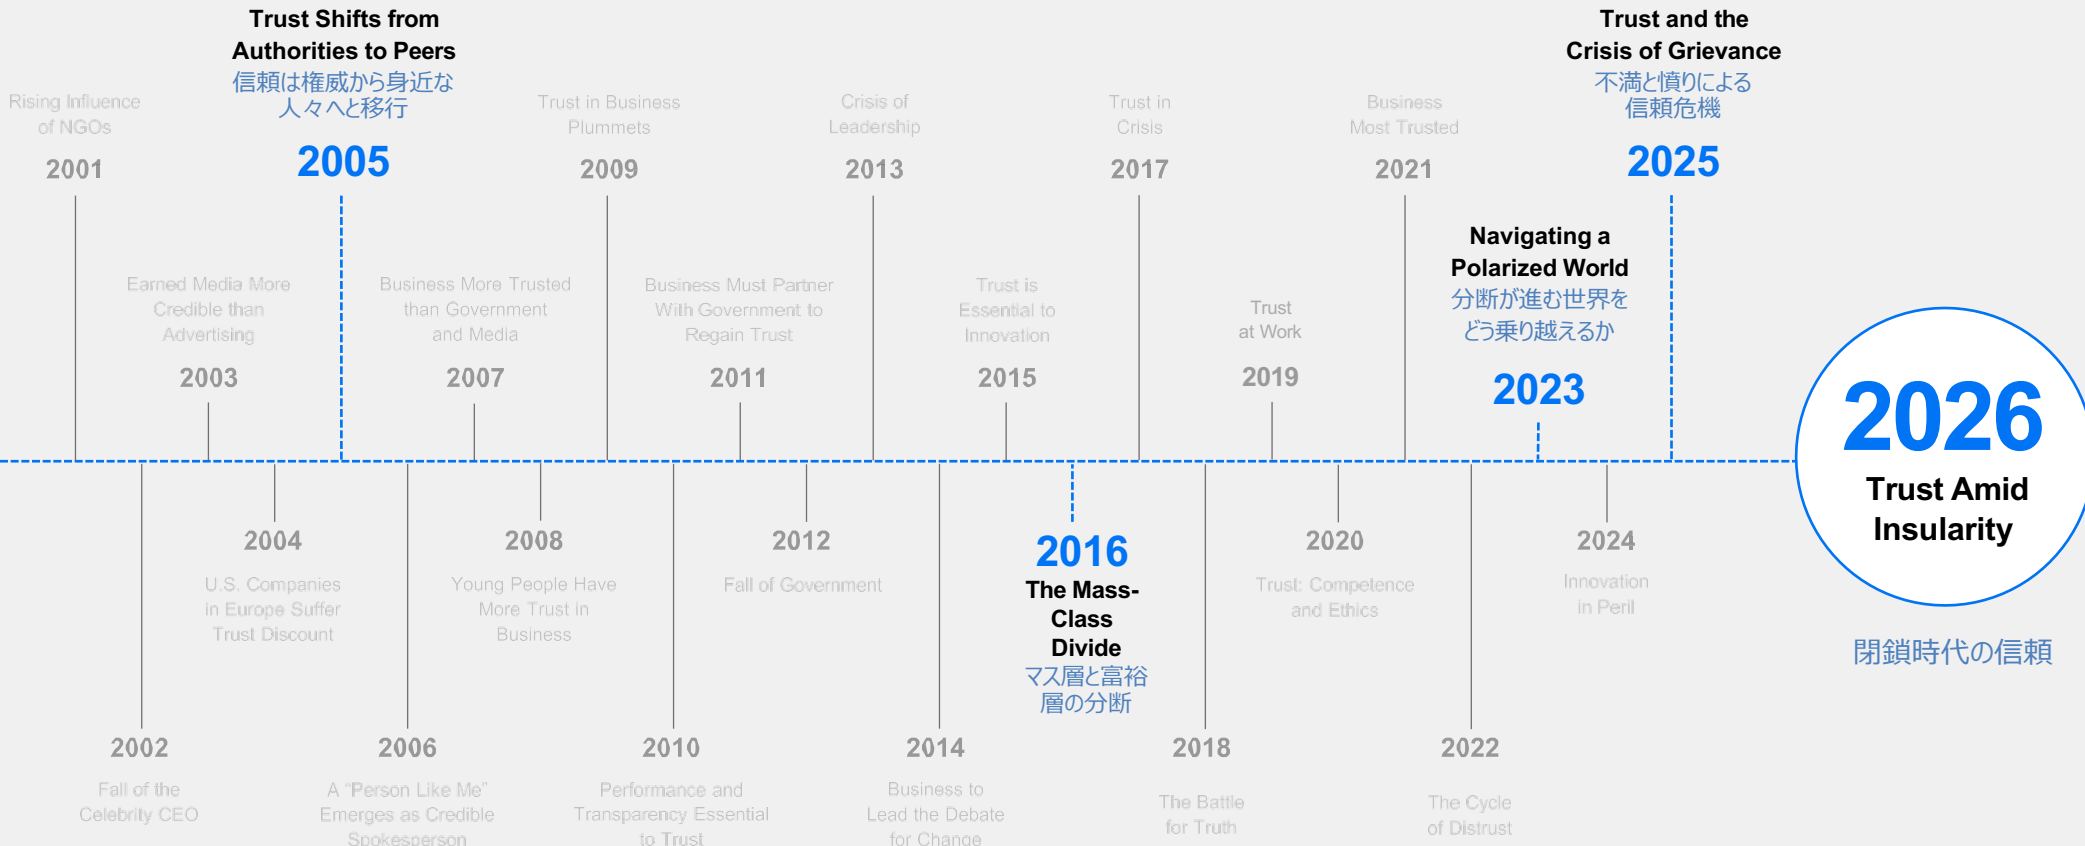 Trust Shifts from
Authorities to Peers
信頼は権威から身近な
人々へと移行
Trust and the
Crisis of Grievance
不満と憤りによる
信頼危機
Rising Influence
of NGOs
2001
2005
Trust in Business
Plummets
2009
Crisis of
Leadership
2013
Trust in
Crisis
2017
Business
Most Trusted
2021
2025
Earned Media More
Credible than
Advertising
2003
Business More Trusted
than Government
and Media
2007
Business Must Partner
With Government to
Regain Trust
2011
Trust is
Essential to
Innovation
2015
Trust
at Work
2019
Navigating a
Polarized World
分断が進む世界を
どう乗り越えるか
2023
2026
Trust Amid
Insularity
閉鎖時代の信頼
2004
U.S. Companies
in Europe Suffer
Trust Discount
2008
Young People Have
More Trust in
Business
2012
Fall of Government
2016
The Mass-
Class
Divide
マス層と富裕
層の分断
2020
Trust: Competence
and Ethics
2024
Innovation
in Peril
2002
Fall of the
Celebrity CEO
2006
A "Person Like Me"
Emerges as Credible
Spokesperson
2010
Performance and
Transparency Essential
to Trust
2014
Business to
Lead the Debate
for Change
2018
The Battle
for Truth
2022
The Cycle
of Distrust